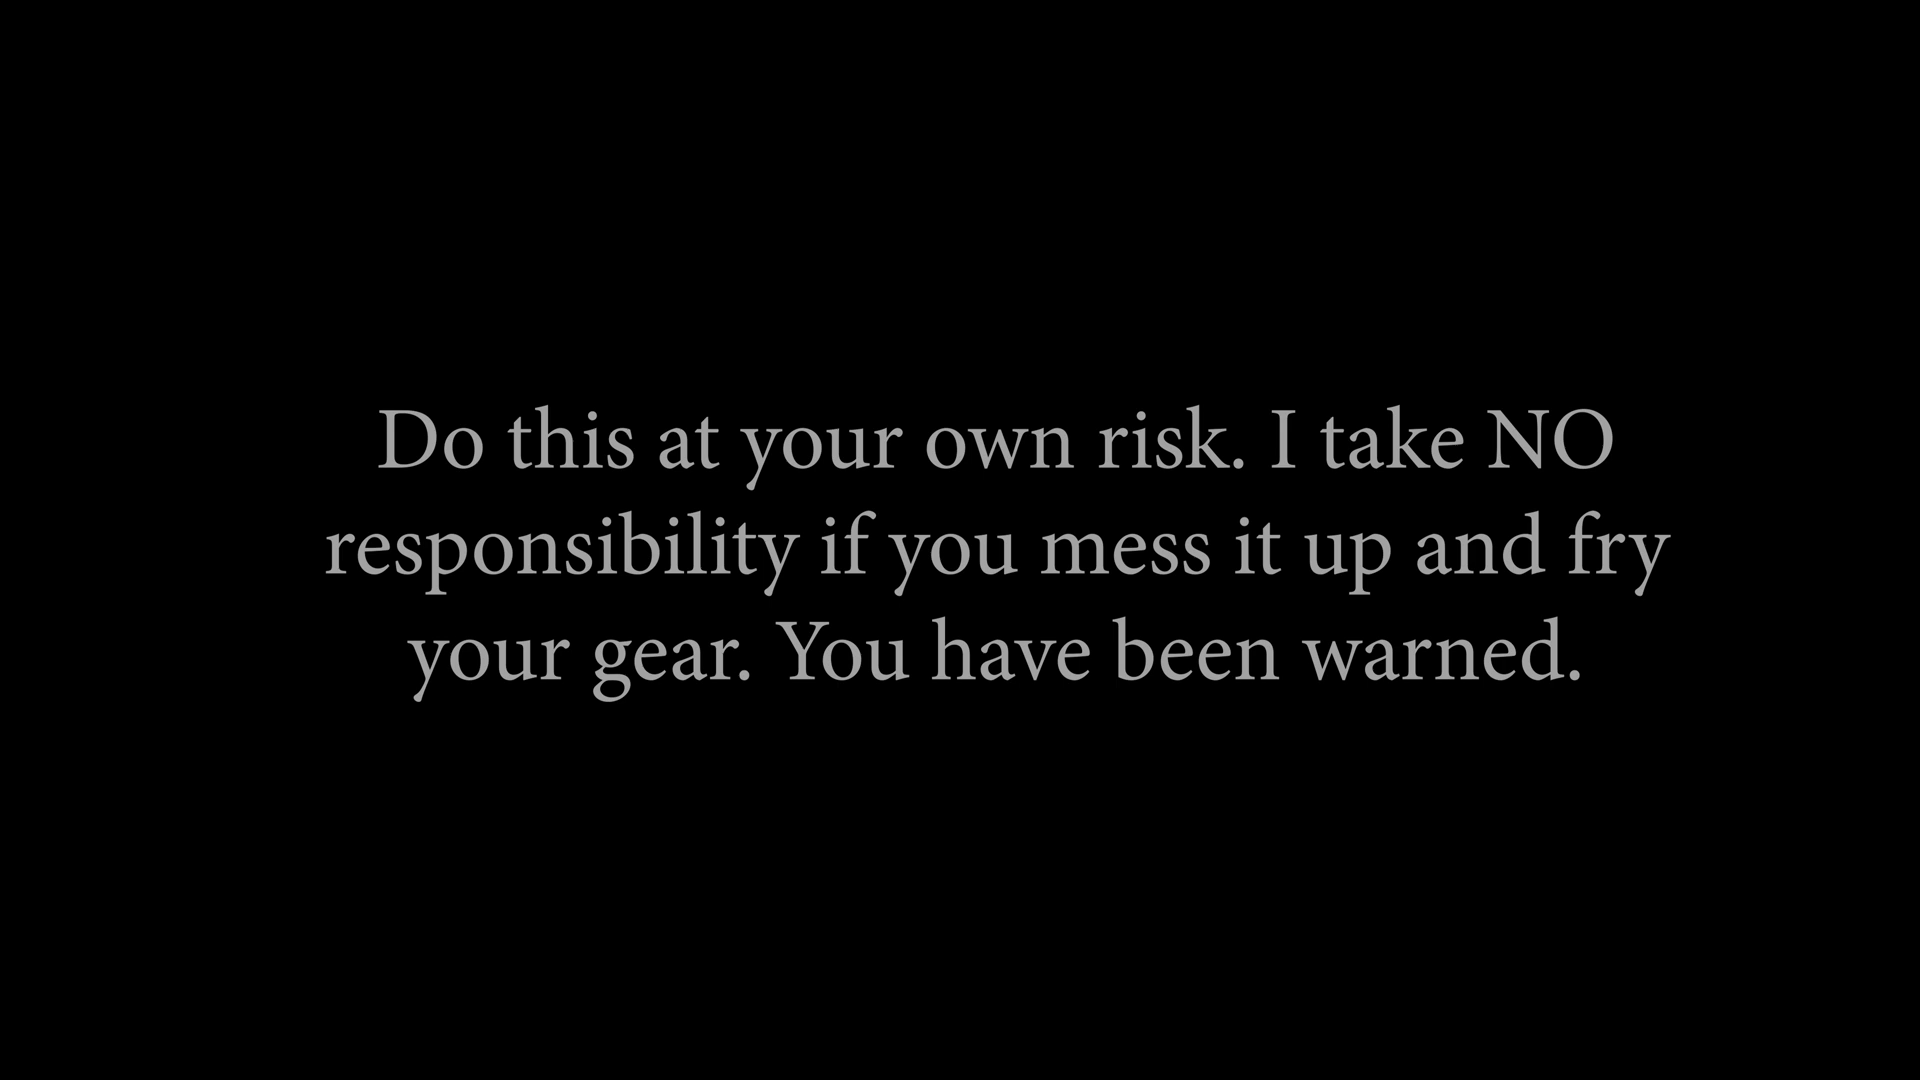 Do this at your own risk. I take NO
responsibility if you mess it up and fry
your gear. You have been warned.